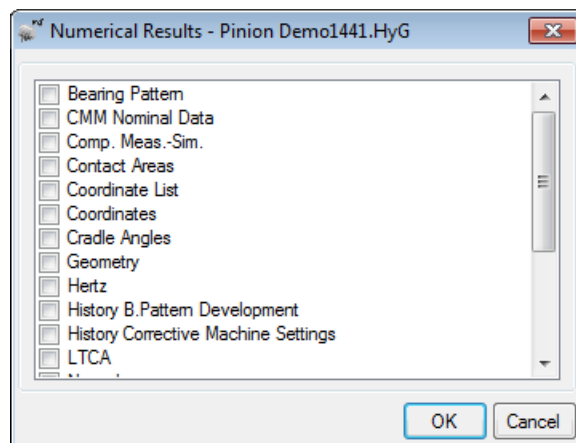 Numerical Results - Pinion Demo1441.HyG
Bearing Pattern
CMM Nominal Data
Comp. Meas.-Sim.
Contact Areas
Coordinate List
Coordinates
Cradle Angles
Geometry
Hertz
History B.Pattern Development
History Corrective Machine Settings
LTCA
OK Cancel